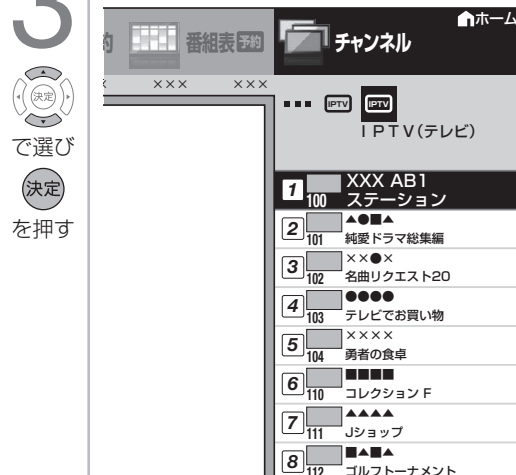 3
決定
で選び
決定
を押す
約
番組表 予約
チャンネル
ホーム
××× ×××
IPTV IPTV
IPTV(テレビ)
1 100 XXX AB1
ステーション
2 101 ▲●■▲
純愛ドラマ総集編
3 102 ××●×
名曲リクエスト20
4 103 ●●●●
テレビでお買い物
5 104 ××××
勇者の食卓
6 110 ■■■■
コレクション F
7 111 ▲▲▲▲
Jショップ
8 112 ■▲■▲
ゴルフトーナメント